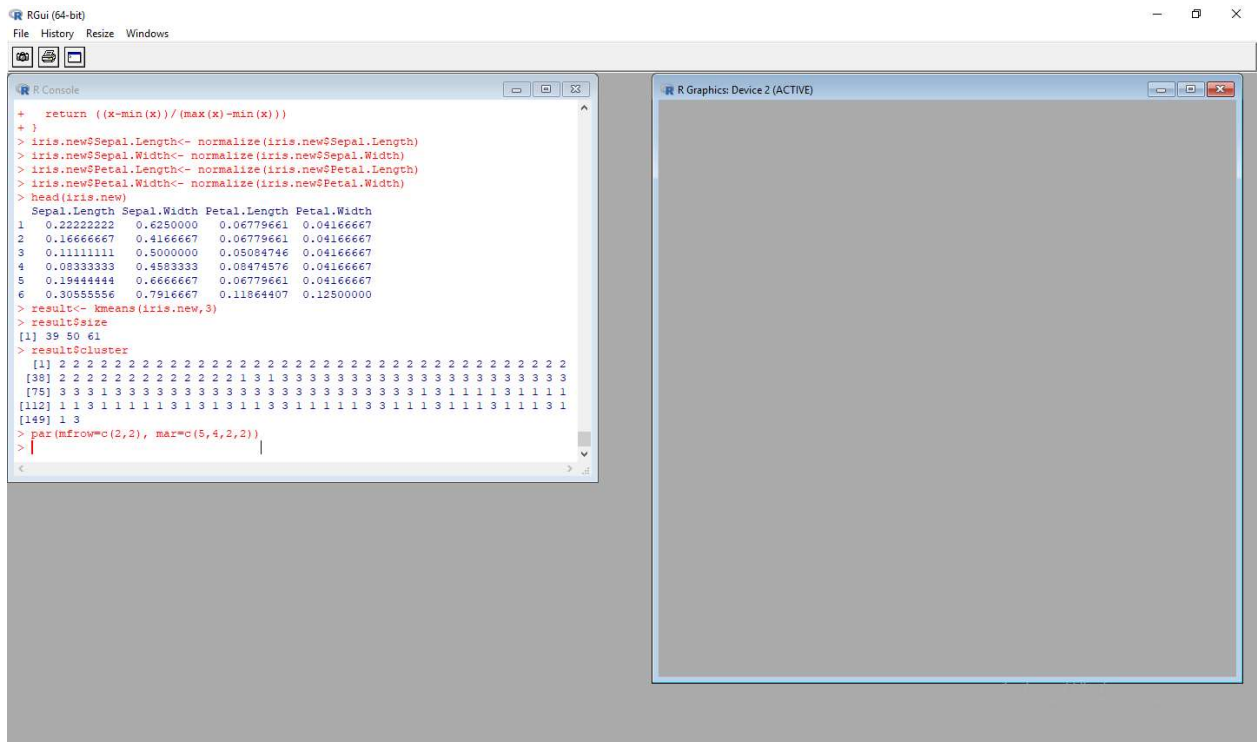 RGui (64-bit)
File History Resize Windows
R Console
+   return ((x-min(x))/(max(x)-min(x)))
+ }
> iris.new$Sepal.Length<- normalize(iris.new$Sepal.Length)
> iris.new$Sepal.Width<- normalize(iris.new$Sepal.Width)
> iris.new$Petal.Length<- normalize(iris.new$Petal.Length)
> iris.new$Petal.Width<- normalize(iris.new$Petal.Width)
> head(iris.new)
  Sepal.Length Sepal.Width Petal.Length Petal.Width
1   0.22222222   0.6250000   0.06779661  0.04166667
2   0.16666667   0.4166667   0.06779661  0.04166667
3   0.11111111   0.5000000   0.05084746  0.04166667
4   0.08333333   0.4583333   0.08474576  0.04166667
5   0.19444444   0.6666667   0.06779661  0.04166667
6   0.30555556   0.7916667   0.11864407  0.12500000
> result<- kmeans(iris.new,3)
> result$size
[1] 39 50 61
> result$cluster
  [1] 2 2 2 2 2 2 2 2 2 2 2 2 2 2 2 2 2 2 2 2 2 2 2 2 2 2 2 2 2 2 2 2 2 2 2 2 2
 [38] 2 2 2 2 2 2 2 2 2 2 2 2 2 1 3 1 3 3 3 3 3 3 3 3 3 3 3 3 3 3 3 3 3 3 3 3 3
 [75] 3 3 3 1 3 3 3 3 3 3 3 3 3 3 3 3 3 3 3 3 3 3 3 3 3 3 1 3 1 1 1 1 3 1 1 1 1
[112] 1 1 3 1 1 1 1 1 3 1 3 1 3 1 1 3 3 1 1 1 1 1 3 3 1 1 1 3 1 1 1 3 1 1 1 3 1
[149] 1 3
> par(mfrow=c(2,2), mar=c(5,4,2,2))
>
R Graphics: Device 2 (ACTIVE)